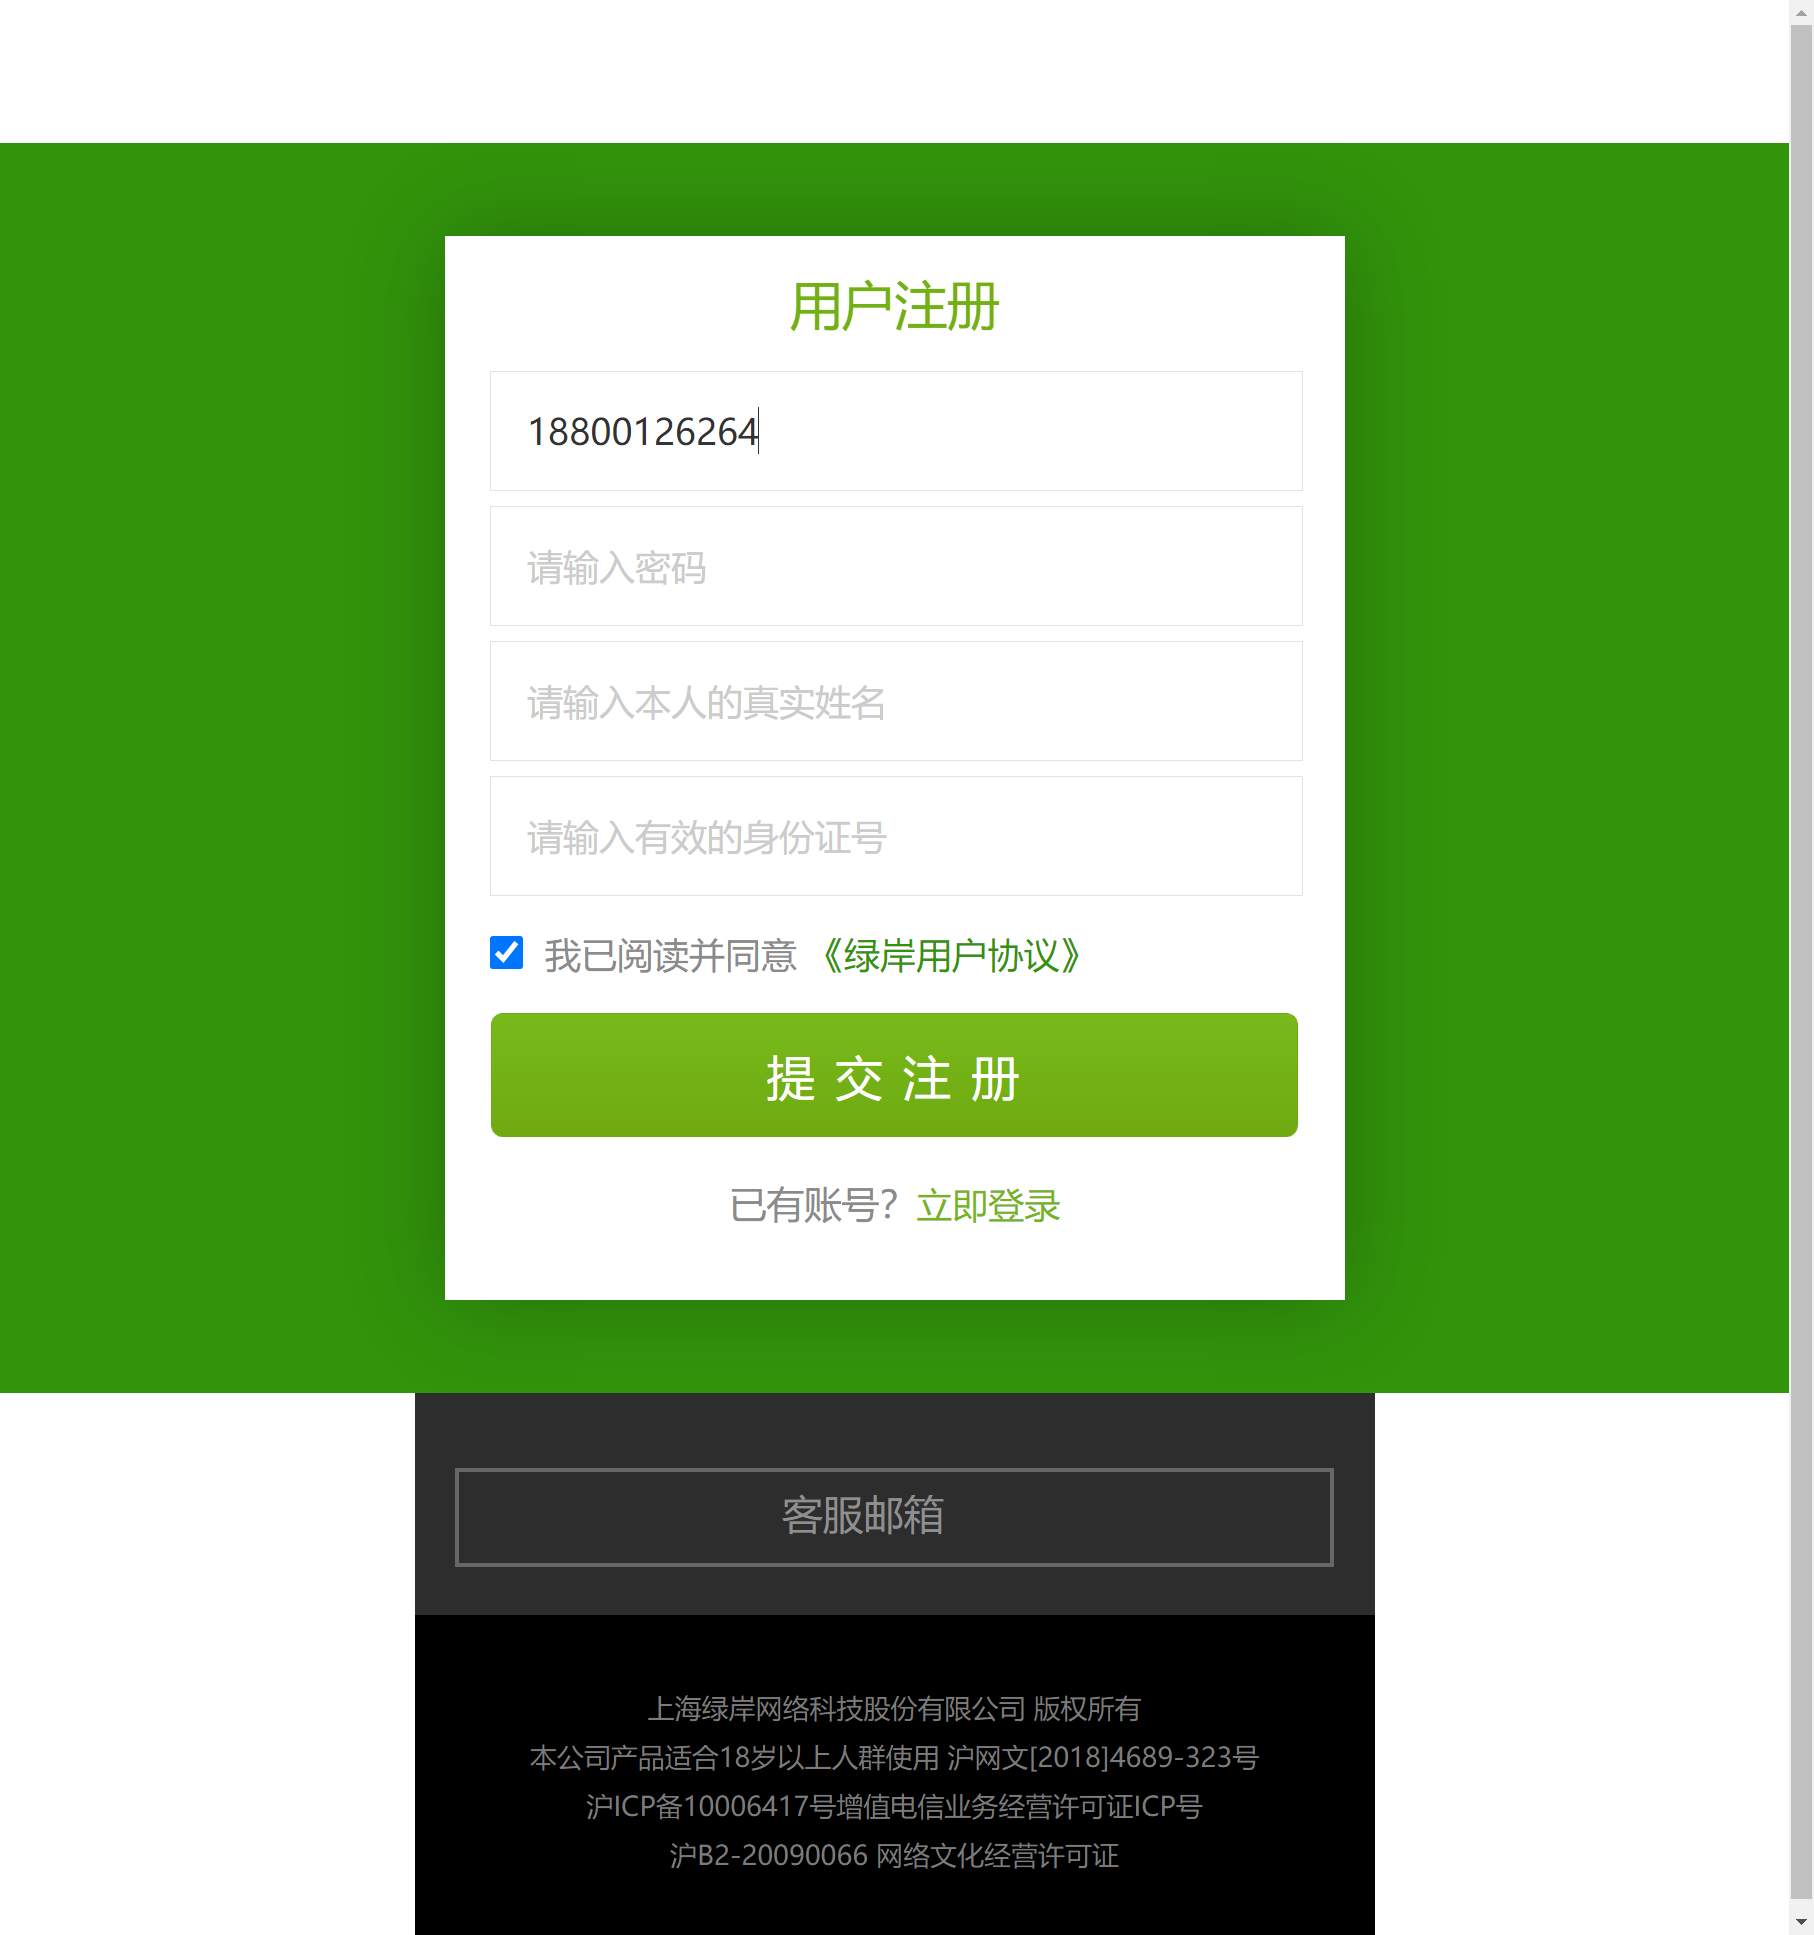 用户注册
18800126264
请输入密码
请输入本人的真实姓名
请输入有效的身份证号
我已阅读并同意 《绿岸用户协议》
提 交 注 册
已有账号？立即登录
客服邮箱
上海绿岸网络科技股份有限公司 版权所有
本公司产品适合18岁以上人群使用 沪网文[2018]4689-323号
沪ICP备10006417号增值电信业务经营许可证ICP号
沪B2-20090066 网络文化经营许可证